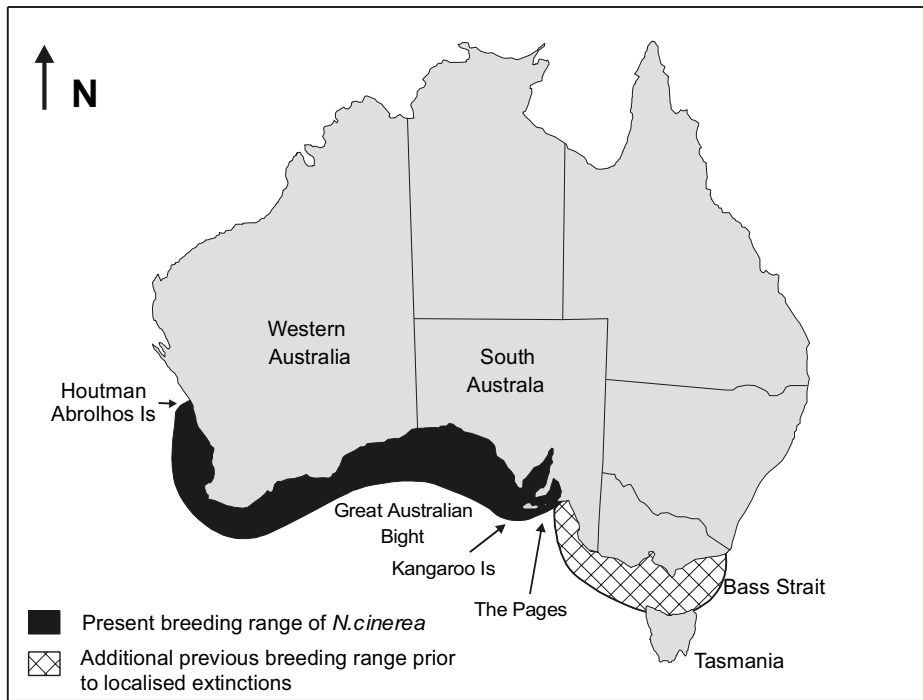 N
Western
Australia
South
Australa
Houtman
Abrolhos Is
Great Australian
Bight
Kangaroo Is
The Pages
Bass Strait
Tasmania
Present breeding range of N.cinerea
Additional previous breeding range prior
to localised extinctions